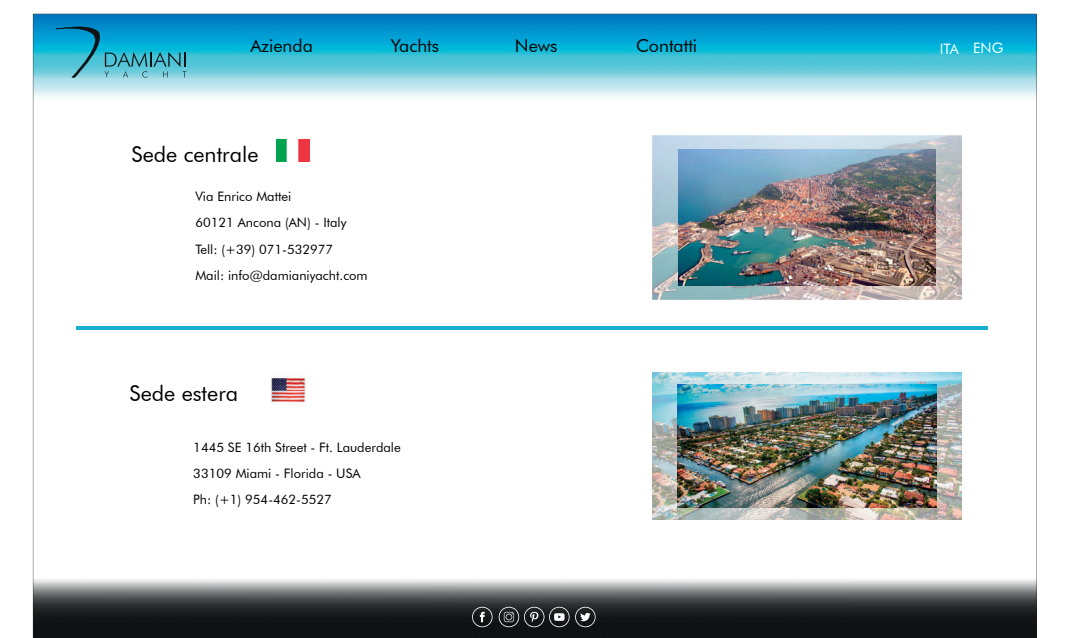 DAMIANI
YACHT
Azienda Yachts News Contatti
ITA ENG
Sede centrale
Via Enrico Mattei
60121 Ancona (AN) - Italy
Tell: (+39) 071-532977
Mail: info@damianiyacht.com
Sede estera
1445 SE 16th Street - Ft. Lauderdale
33109 Miami - Florida - USA
Ph: (+1) 954-462-5527